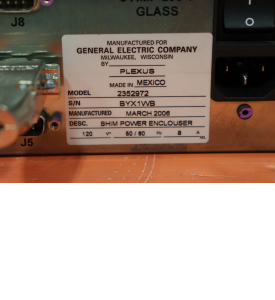 GLASS
J8
MANUFACTURED FOR
GENERAL ELECTRIC COMPANY
MILWAUKEE, WISCONSIN
BY PLEXUS
MADE IN MEXICO
MODEL 2352972
S/N BYX1WB
MANUFACTURED MARCH 2006
DESC. SHIM POWER ENCLOUSER
120 V~ 50/60 Hz 8 A
J5